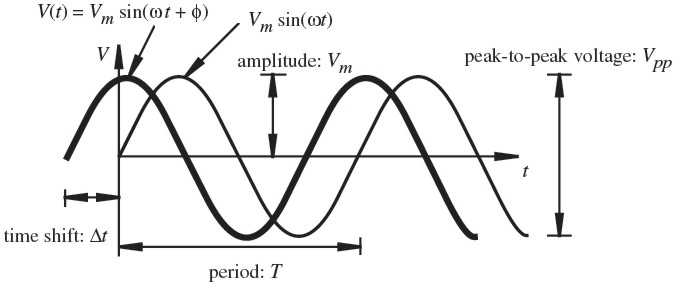 V(t) = Vₘ sin(ωt + ϕ)
Vₘ sin(ωt)
V
amplitude: Vₘ
peak-to-peak voltage: Vₚₚ
t
time shift: Δt
period: T